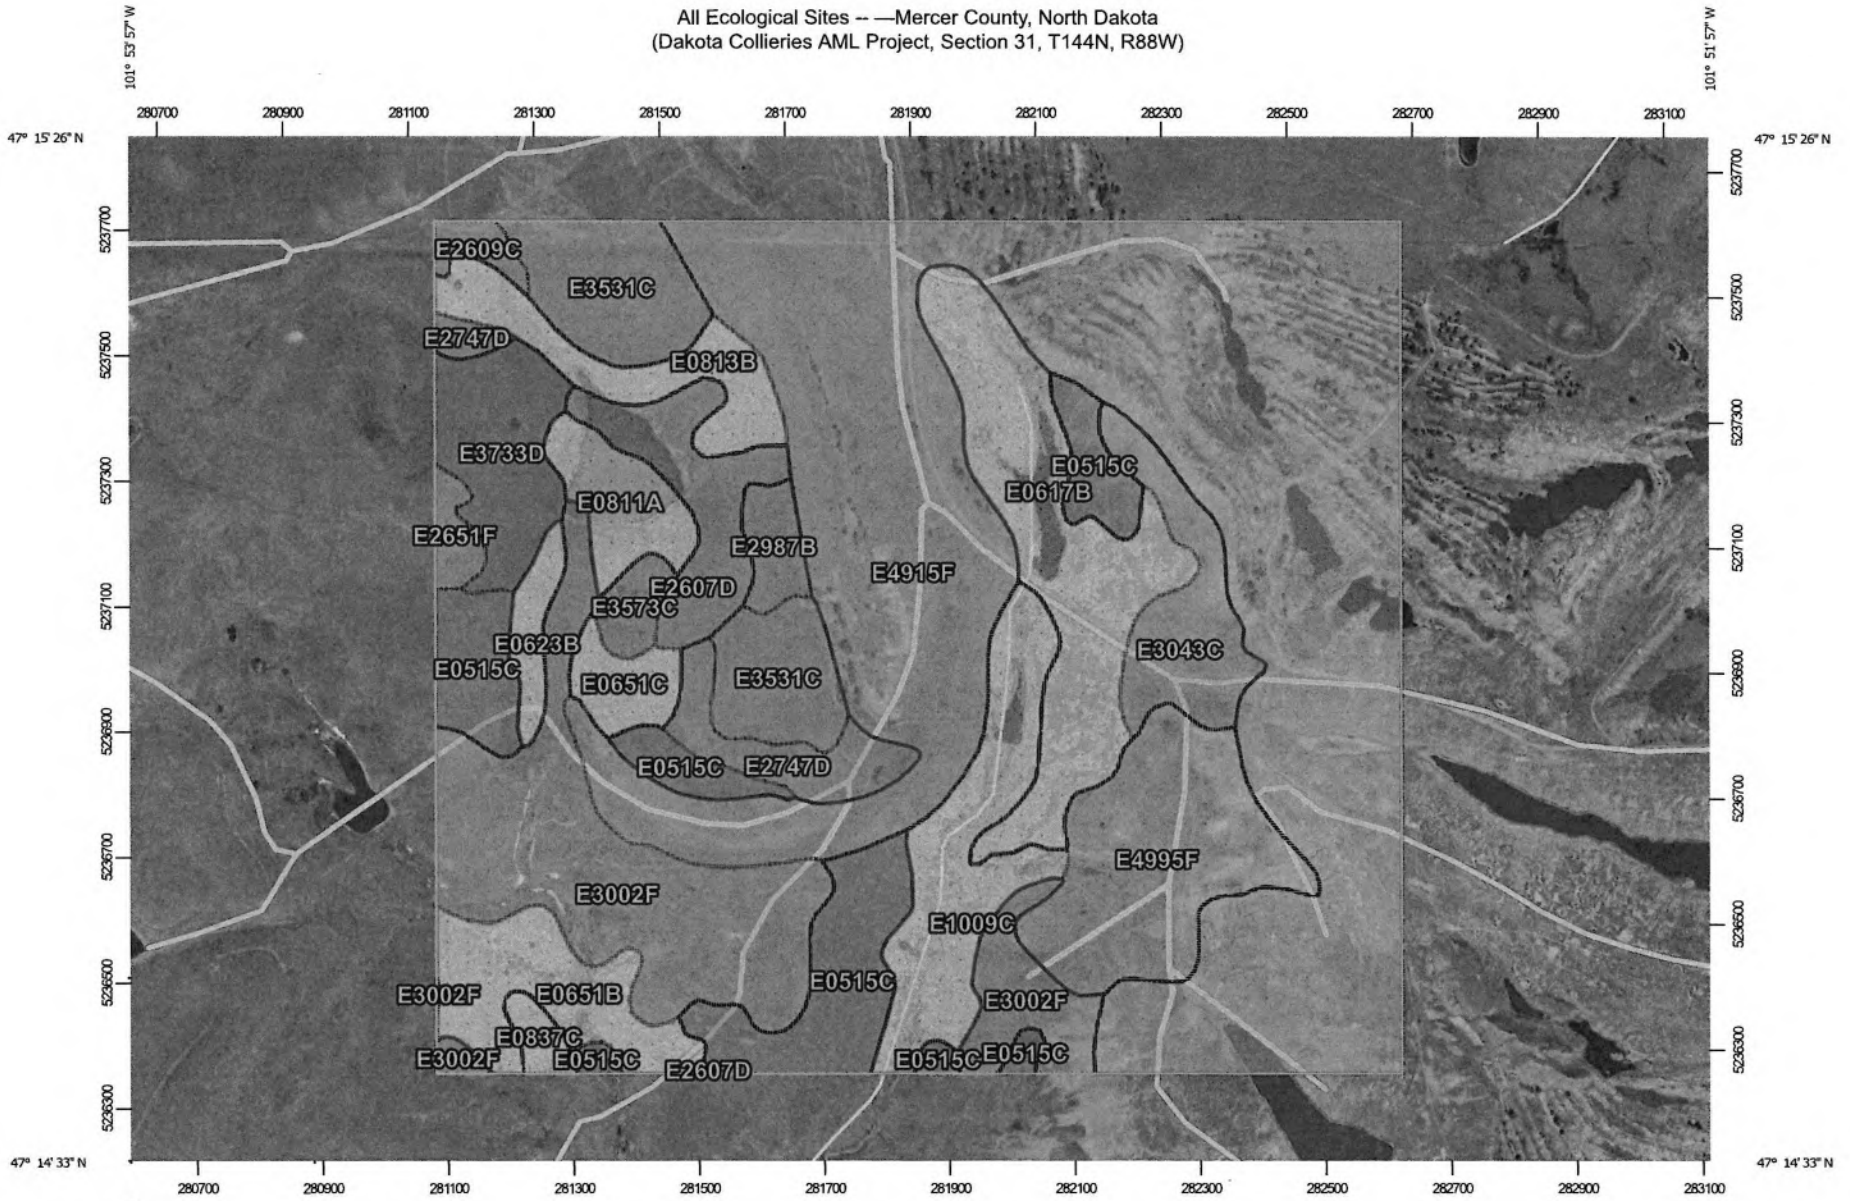 All Ecological Sites -- —Mercer County, North Dakota
(Dakota Collieries AML Project, Section 31, T144N, R88W)
101° 53' 57" W
101° 51' 57" W
280700 280900 281100 281300 281500 281700 281900 282100 282300 282500 282700 282900 283100
47° 15' 26" N
47° 15' 26" N
5237700
5237500
5237300
5237100
5236900
5236700
5236500
5236300
E2609C
E3531C
E2747D
E0813B
E3733D
E0515C
E0617B
E0811A
E2651F
E2987B
E4915F
E2607D
E3573C
E0623B
E3043C
E0515C
E0651C
E3531C
E0515C
E2747D
E4995F
E3002F
E1009C
E0515C
E3002F
E0651B
E3002F
E0837C
E3002F
E0515C
E0515C
E0515C
E2607D
5237700
5237500
5237300
5237100
5236900
5236700
5236500
5236300
47° 14' 33" N
47° 14' 33" N
280700 280900 281100 281300 281500 281700 281900 282100 282300 282500 282700 282900 283100